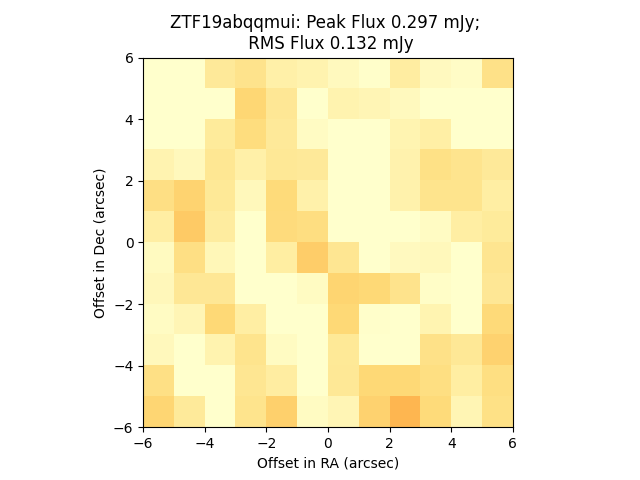 ZTF19abqqmui: Peak Flux 0.297 mJy;
RMS Flux 0.132 mJy
6
4
2
0
−2
−4
−6
Offset in Dec (arcsec)
−6 −4 −2 0 2 4 6
Offset in RA (arcsec)